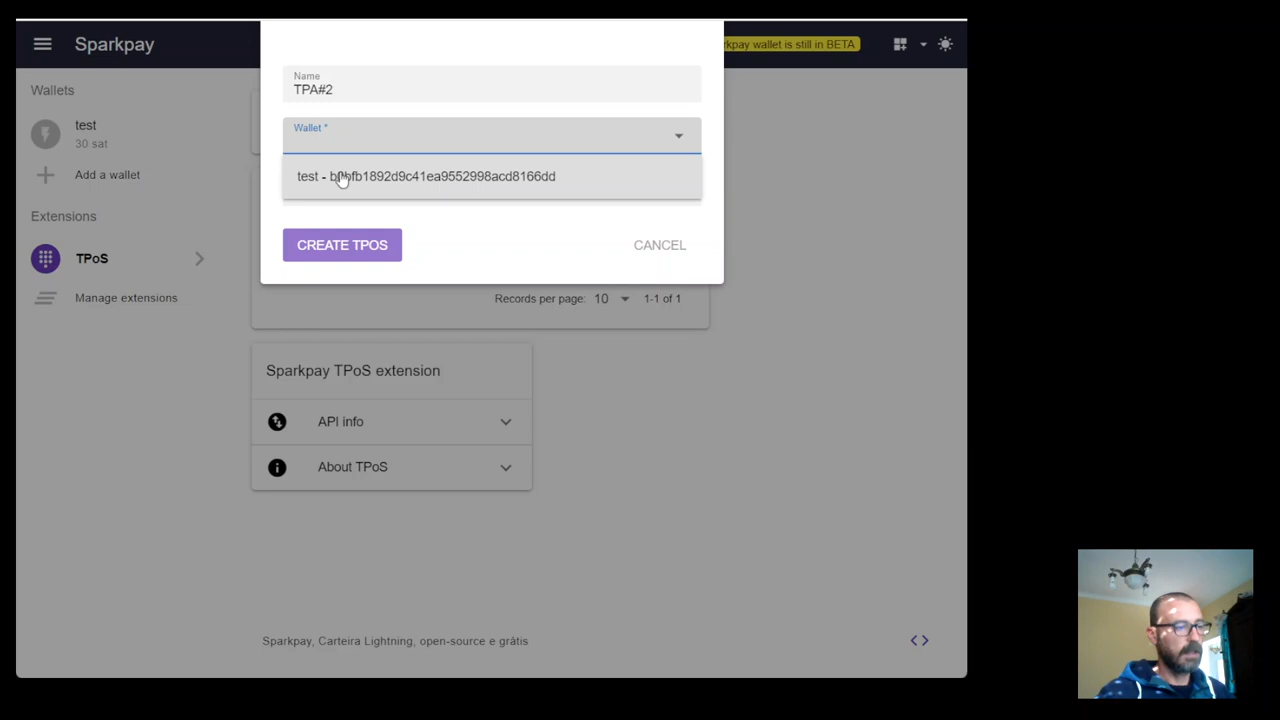 Sparkpay
rkpay wallet is still in BETA
Wallets
test
30 sat
Add a wallet
Extensions
TPoS
Manage extensions
Name
TPA#2
Wallet *
test - b bfb1892d9c41ea9552998acd8166dd
CREATE TPOS
CANCEL
Records per page: 10
1-1 of 1
Sparkpay TPoS extension
API info
About TPoS
Sparkpay, Carteira Lightning, open-source e grátis